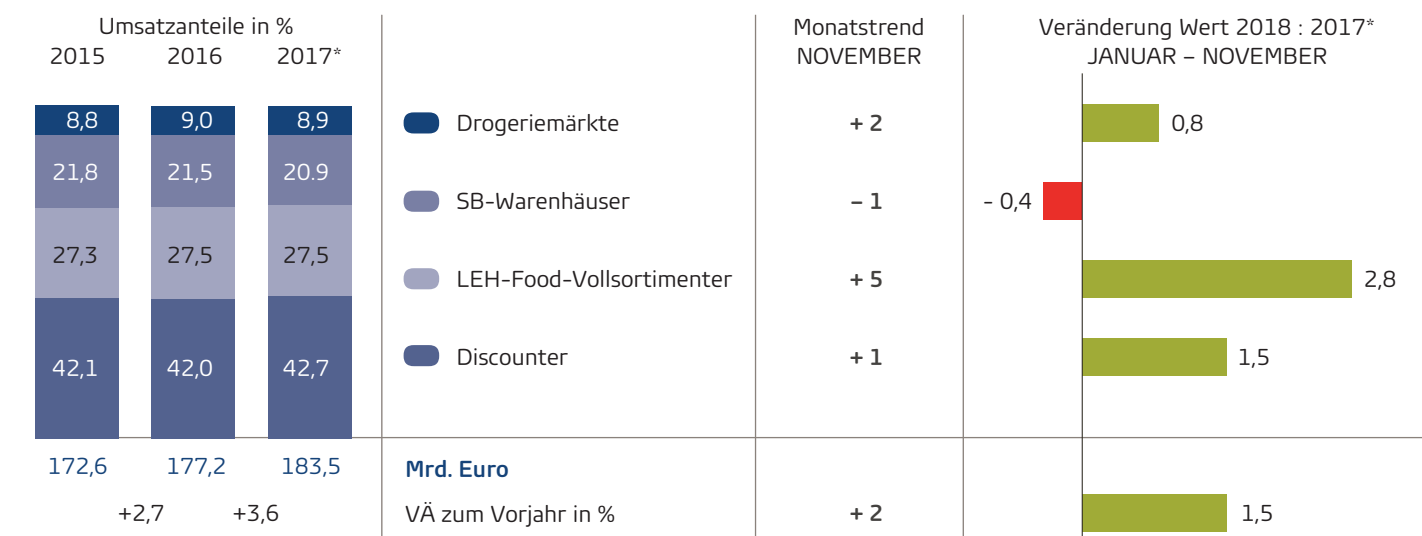 Umsatzanteile in %
2015 2016 2017*
Monatstrend
NOVEMBER
Veränderung Wert 2018 : 2017*
JANUAR – NOVEMBER
8,8 9,0 8,9 Drogeriemärkte + 2 0,8
21,8 21,5 20.9 SB-Warenhäuser – 1 - 0,4
27,3 27,5 27,5 LEH-Food-Vollsortimenter + 5 2,8
42,1 42,0 42,7 Discounter + 1 1,5
172,6 177,2 183,5 Mrd. Euro
+2,7 +3,6 VÄ zum Vorjahr in % + 2 1,5